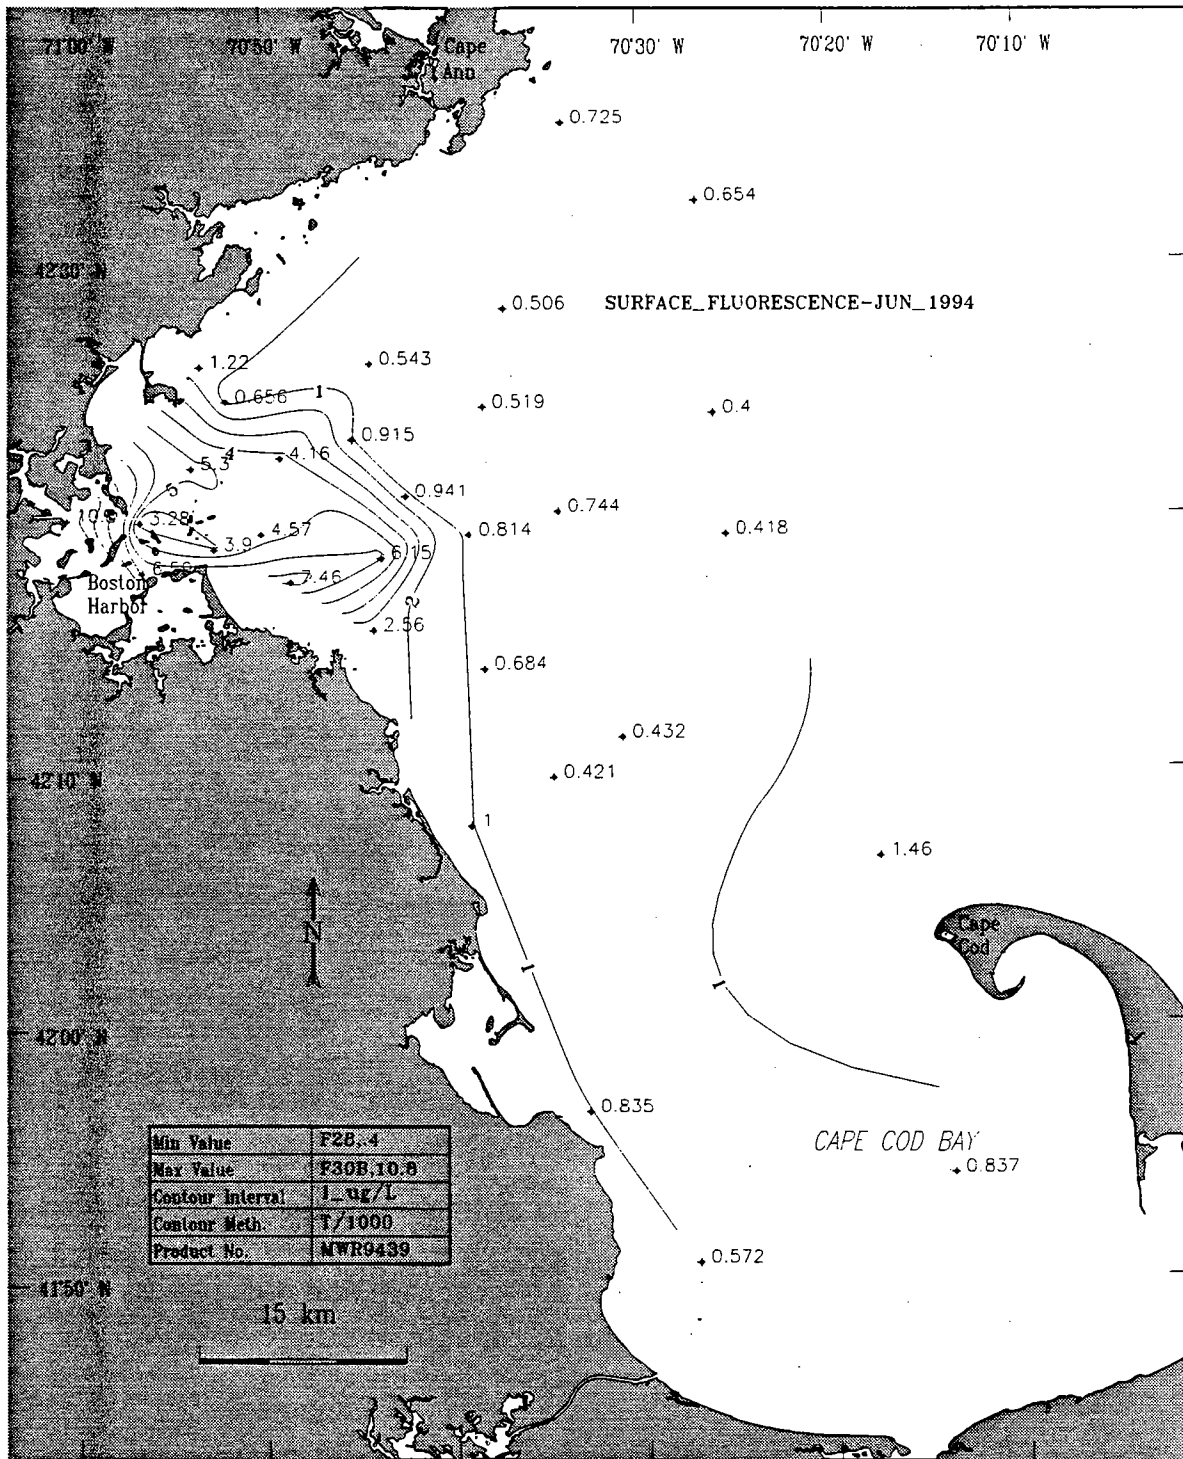 71°00' W 70°50' W 70°30' W 70°20' W 70°10' W
Cape
Ann
0.725
0.654
42°30' N
0.506 SURFACE_FLUORESCENCE-JUN_1994
1.22 0.543
0.656 1 0.519 0.4
0.915
4 4.16
5.3
5 0.941
0.744
3.28 4.57 0.814 0.418
3.9 6.15
7.46
Boston
Harbor
2
2.56
0.684
0.432
42°10' N 0.421
1
1.46
N
Cape
Cod
1
1
42°00' N
0.835
CAPE COD BAY
0.837
Min Value F28,.4
Max Value F30B,10.8
Contour Interval 1_ug/L
Contour Meth. T/1000
Product No. MWR9439
0.572
41°50' N
15 km